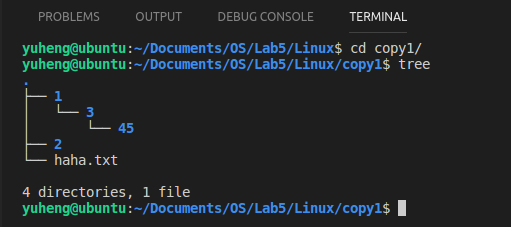 PROBLEMS OUTPUT DEBUG CONSOLE TERMINAL
yuheng@ubuntu:~/Documents/OS/Lab5/Linux$ cd copy1/
yuheng@ubuntu:~/Documents/OS/Lab5/Linux/copy1$ tree
.
├── 1
│   └── 3
│       └── 45
├── 2
└── haha.txt

4 directories, 1 file
yuheng@ubuntu:~/Documents/OS/Lab5/Linux/copy1$